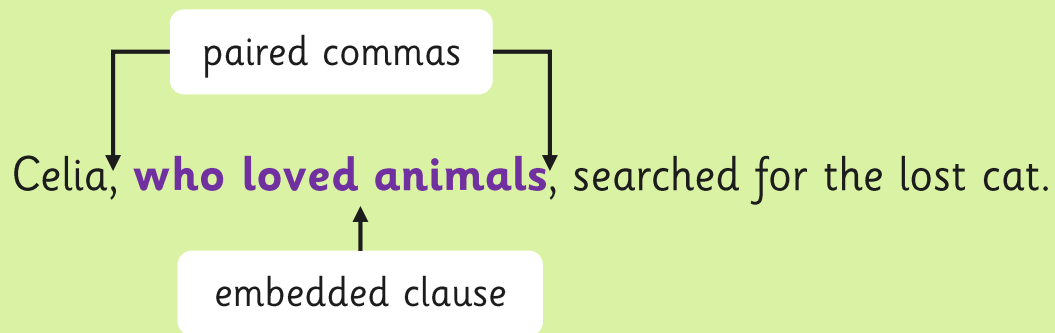 paired commas
Celia, who loved animals, searched for the lost cat.
embedded clause